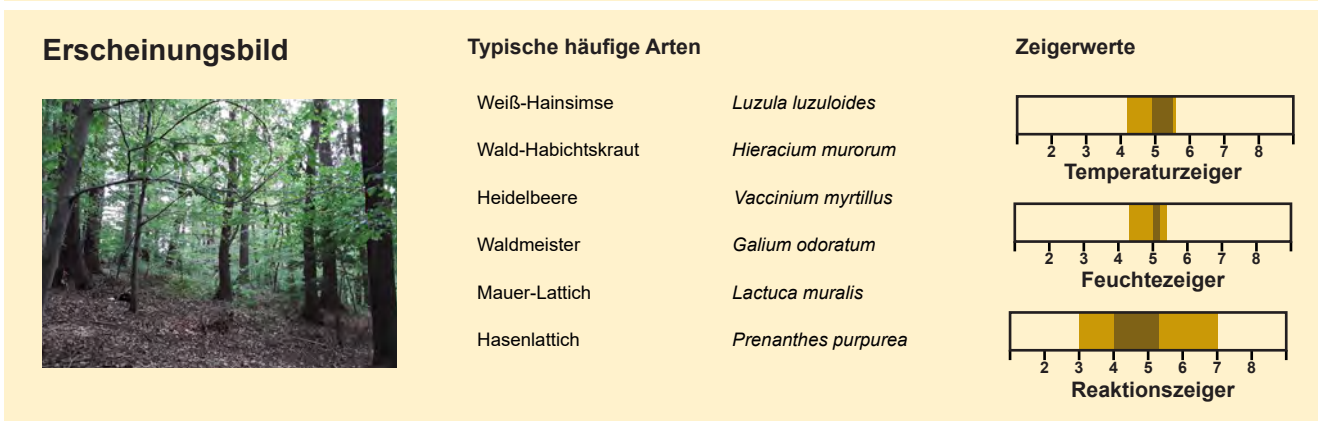 Erscheinungsbild
Typische häufige Arten
Weiß-Hainsimse Luzula luzuloides
Wald-Habichtskraut Hieracium murorum
Heidelbeere Vaccinium myrtillus
Waldmeister Galium odoratum
Mauer-Lattich Lactuca muralis
Hasenlattich Prenanthes purpurea
Zeigerwerte
2 3 4 5 6 7 8
Temperaturzeiger
2 3 4 5 6 7 8
Feuchtezeiger
2 3 4 5 6 7 8
Reaktionszeiger